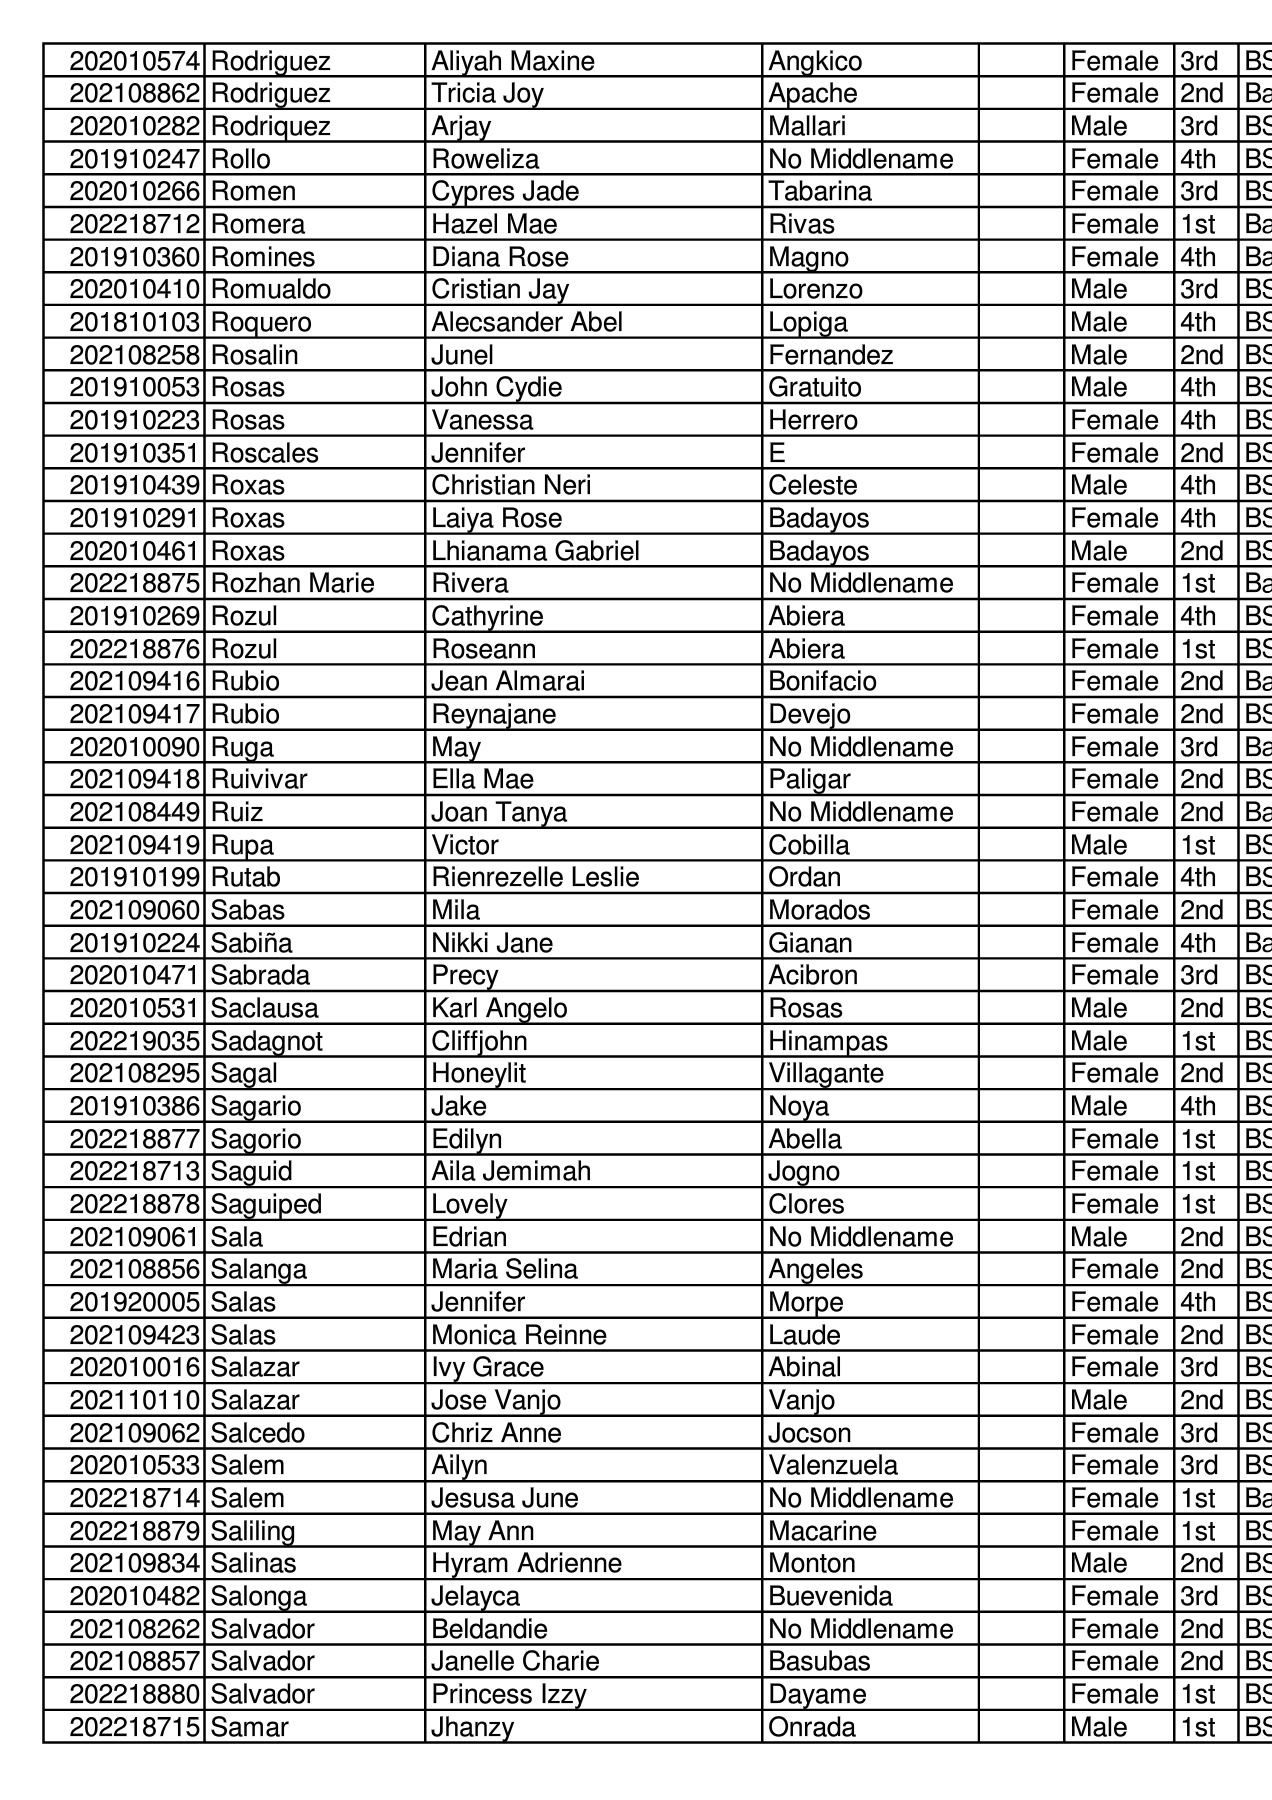 202010574 Rodriguez Aliyah Maxine Angkico Female 3rd BS
202108862 Rodriguez Tricia Joy Apache Female 2nd Ba
202010282 Rodriquez Arjay Mallari Male 3rd BS
201910247 Rollo Roweliza No Middlename Female 4th BS
202010266 Romen Cypres Jade Tabarina Female 3rd BS
202218712 Romera Hazel Mae Rivas Female 1st Ba
201910360 Romines Diana Rose Magno Female 4th Ba
202010410 Romualdo Cristian Jay Lorenzo Male 3rd BS
201810103 Roquero Alecsander Abel Lopiga Male 4th BS
202108258 Rosalin Junel Fernandez Male 2nd BS
201910053 Rosas John Cydie Gratuito Male 4th BS
201910223 Rosas Vanessa Herrero Female 4th BS
201910351 Roscales Jennifer E Female 2nd BS
201910439 Roxas Christian Neri Celeste Male 4th BS
201910291 Roxas Laiya Rose Badayos Female 4th BS
202010461 Roxas Lhianama Gabriel Badayos Male 2nd BS
202218875 Rozhan Marie Rivera No Middlename Female 1st Ba
201910269 Rozul Cathyrine Abiera Female 4th BS
202218876 Rozul Roseann Abiera Female 1st BS
202109416 Rubio Jean Almarai Bonifacio Female 2nd Ba
202109417 Rubio Reynajane Devejo Female 2nd BS
202010090 Ruga May No Middlename Female 3rd Ba
202109418 Ruivivar Ella Mae Paligar Female 2nd BS
202108449 Ruiz Joan Tanya No Middlename Female 2nd Ba
202109419 Rupa Victor Cobilla Male 1st BS
201910199 Rutab Rienrezelle Leslie Ordan Female 4th BS
202109060 Sabas Mila Morados Female 2nd BS
201910224 Sabiña Nikki Jane Gianan Female 4th Ba
202010471 Sabrada Precy Acibron Female 3rd BS
202010531 Saclausa Karl Angelo Rosas Male 2nd BS
202219035 Sadagnot Cliffjohn Hinampas Male 1st BS
202108295 Sagal Honeylit Villagante Female 2nd BS
201910386 Sagario Jake Noya Male 4th BS
202218877 Sagorio Edilyn Abella Female 1st BS
202218713 Saguid Aila Jemimah Jogno Female 1st BS
202218878 Saguiped Lovely Clores Female 1st BS
202109061 Sala Edrian No Middlename Male 2nd BS
202108856 Salanga Maria Selina Angeles Female 2nd BS
201920005 Salas Jennifer Morpe Female 4th BS
202109423 Salas Monica Reinne Laude Female 2nd BS
202010016 Salazar Ivy Grace Abinal Female 3rd BS
202110110 Salazar Jose Vanjo Vanjo Male 2nd BS
202109062 Salcedo Chriz Anne Jocson Female 3rd BS
202010533 Salem Ailyn Valenzuela Female 3rd BS
202218714 Salem Jesusa June No Middlename Female 1st Ba
202218879 Saliling May Ann Macarine Female 1st BS
202109834 Salinas Hyram Adrienne Monton Male 2nd BS
202010482 Salonga Jelayca Buevenida Female 3rd BS
202108262 Salvador Beldandie No Middlename Female 2nd BS
202108857 Salvador Janelle Charie Basubas Female 2nd BS
202218880 Salvador Princess Izzy Dayame Female 1st BS
202218715 Samar Jhanzy Onrada Male 1st BS